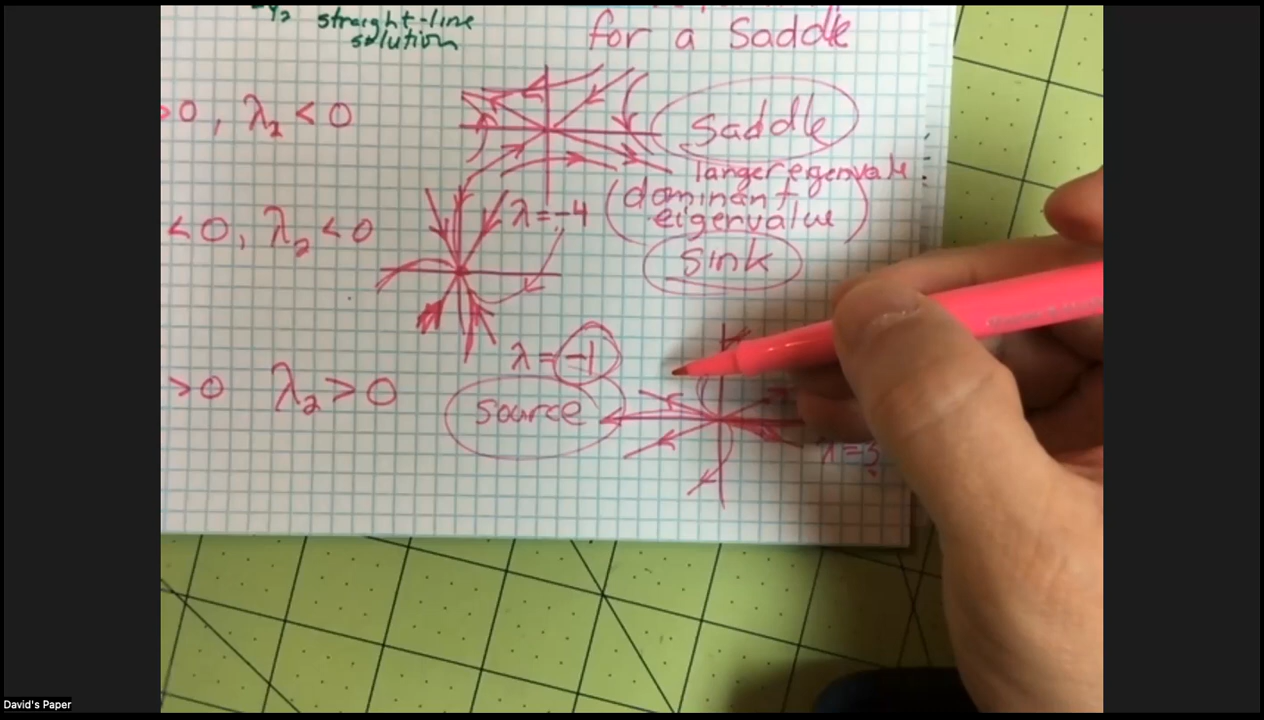 straight-line
solution
for a Saddle
>0, λ₂ < 0
Saddle
larger eigenvalue
(dominant
eigenvalue)
<0, λ₂ < 0
λ = -4
Sink
λ = -1
>0 λ₂ > 0
Source
λ = 3
David's Paper